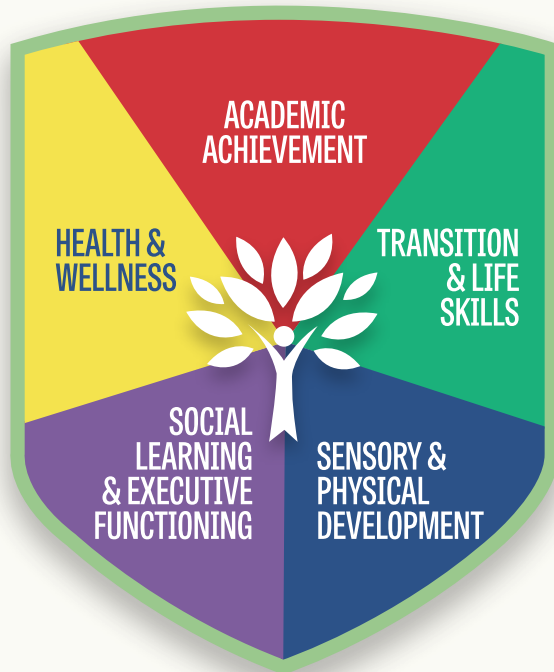 ACADEMIC
ACHIEVEMENT
HEALTH &
WELLNESS
TRANSITION
& LIFE
SKILLS
SOCIAL
LEARNING
& EXECUTIVE
FUNCTIONING
SENSORY &
PHYSICAL
DEVELOPMENT